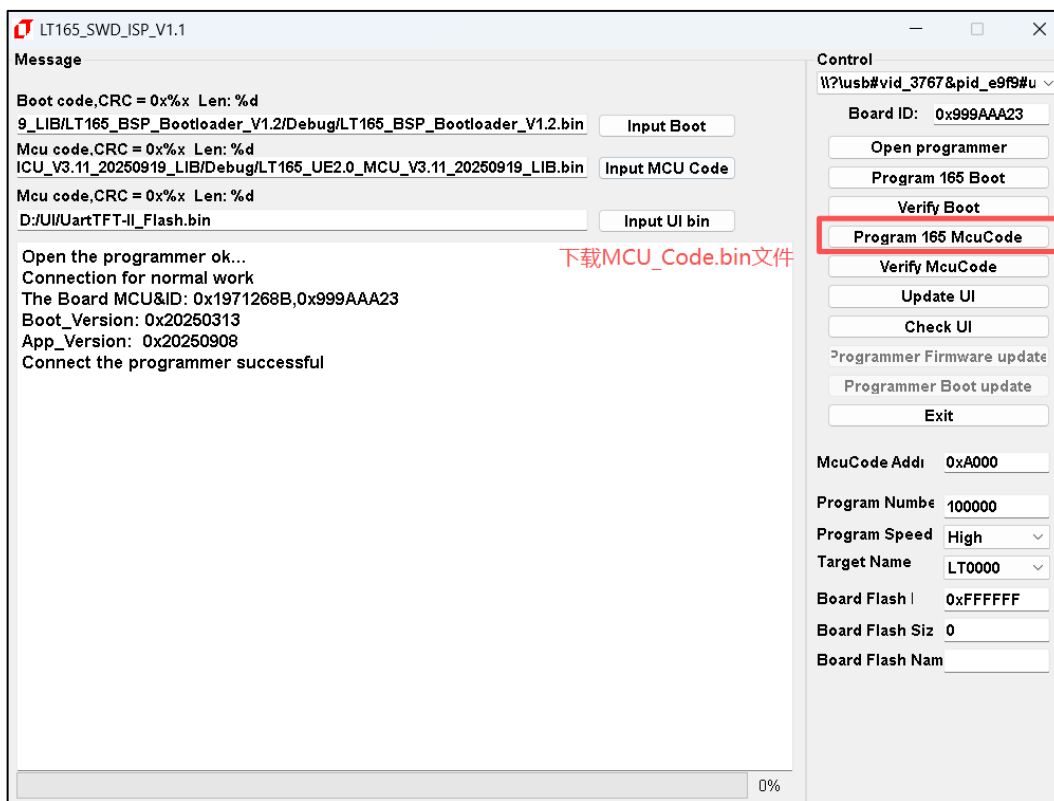 LT165_SWD_ISP_V1.1
Message
Boot code,CRC = 0x%x  Len: %d
9_LIB/LT165_BSP_Bootloader_V1.2/Debug/LT165_BSP_Bootloader_V1.2.bin
Input Boot
Mcu code,CRC = 0x%x  Len: %d
ICU_V3.11_20250919_LIB/Debug/LT165_UE2.0_MCU_V3.11_20250919_LIB.bin
Input MCU Code
Mcu code,CRC = 0x%x  Len: %d
D:/UI/UartTFT-II_Flash.bin
Input UI bin
Open the programmer ok...
Connection for normal work
The Board MCU&ID: 0x1971268B,0x999AAA23
Boot_Version: 0x20250313
App_Version:  0x20250908
Connect the programmer successful
下载MCU_Code.bin文件
0%
Control
\\?\usb#vid_3767&pid_e9f9#u
Board ID: 0x999AAA23
Open programmer
Program 165 Boot
Verify Boot
Program 165 McuCode
Verify McuCode
Update UI
Check UI
Programmer Firmware update
Programmer Boot update
Exit
McuCode Addr 0xA000
Program Numbe 100000
Program Speed High
Target Name LT0000
Board Flash I 0xFFFFFF
Board Flash Siz 0
Board Flash Nam